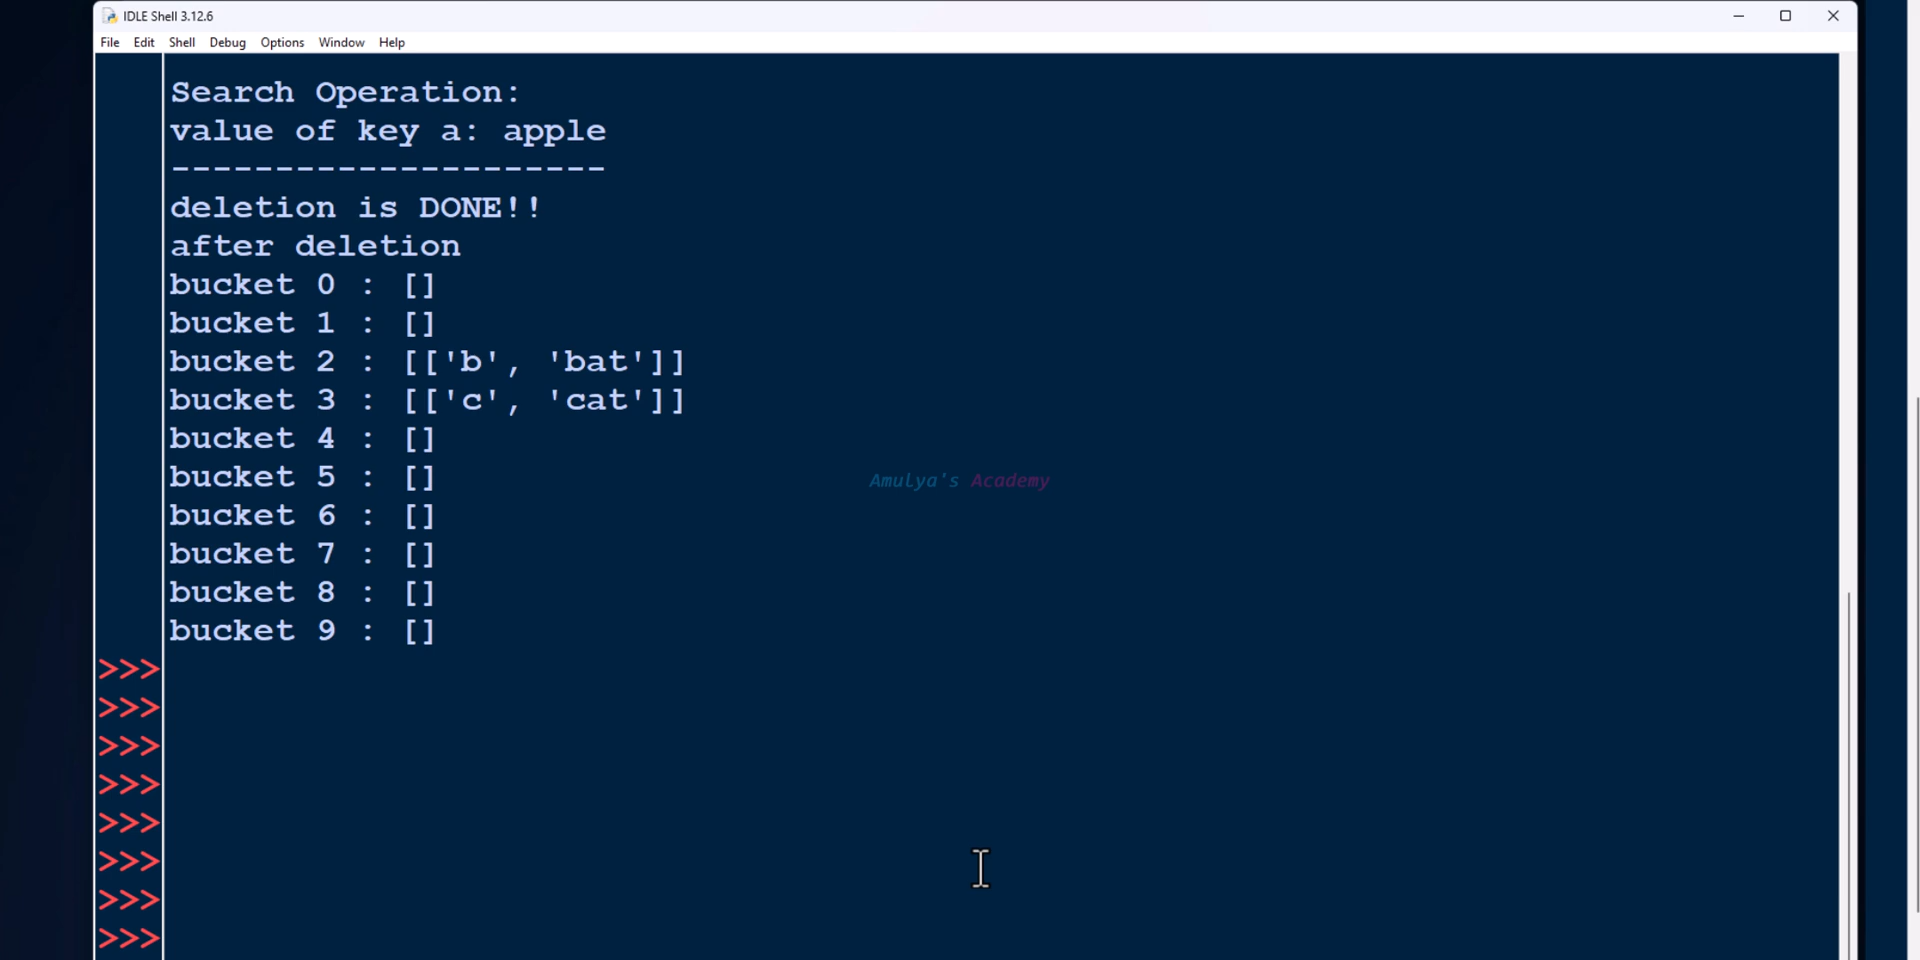 IDLE Shell 3.12.6
File Edit Shell Debug Options Window Help
Search Operation:
value of key a: apple
---------------------
deletion is DONE!!
after deletion
bucket 0 : []
bucket 1 : []
bucket 2 : [['b', 'bat']]
bucket 3 : [['c', 'cat']]
bucket 4 : []
bucket 5 : []
Amulya's Academy
bucket 6 : []
bucket 7 : []
bucket 8 : []
bucket 9 : []
>>>
>>>
>>>
>>>
>>>
>>>
>>>
>>>